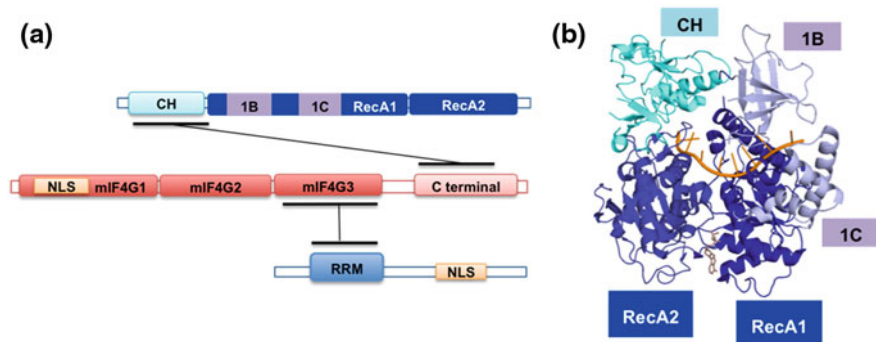 (a)
CH 1B 1C RecA1 RecA2
NLS mIF4G1 mIF4G2 mIF4G3 C terminal
RRM NLS
(b)
CH
1B
1C
RecA2
RecA1